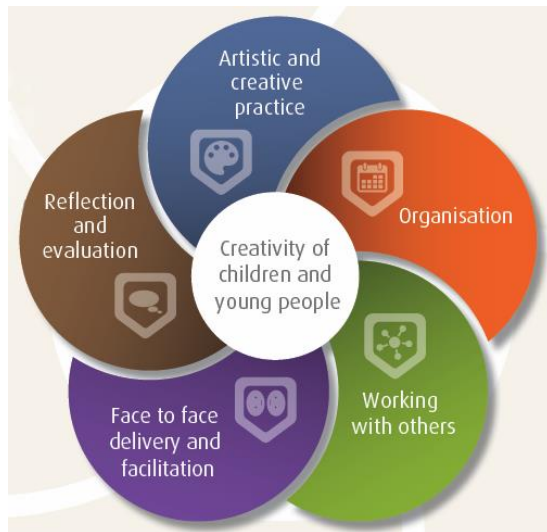 Artistic and
creative
practice
Organisation
Working
with others
Face to face
delivery and
facilitation
Reflection
and
evaluation
Creativity of
children and
young people